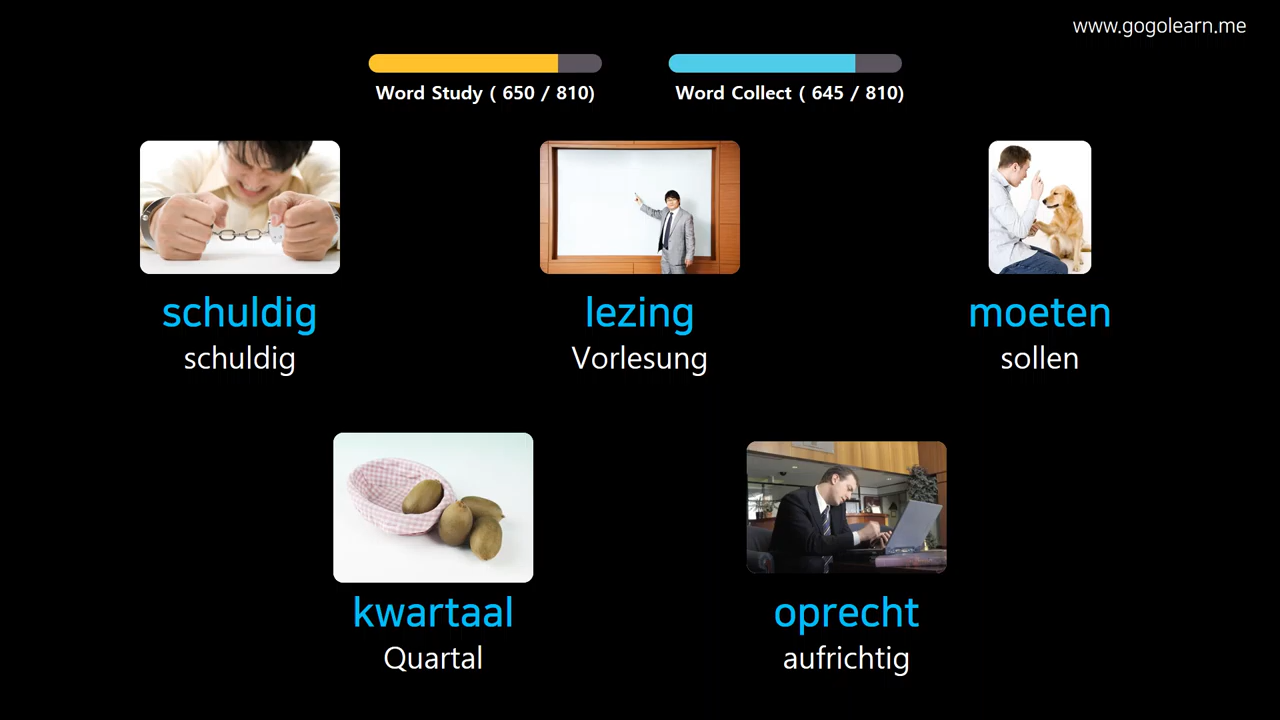 www.gogolearn.me
Word Study ( 650 / 810)
Word Collect ( 645 / 810)
schuldig
schuldig
lezing
Vorlesung
moeten
sollen
kwartaal
Quartal
oprecht
aufrichtig